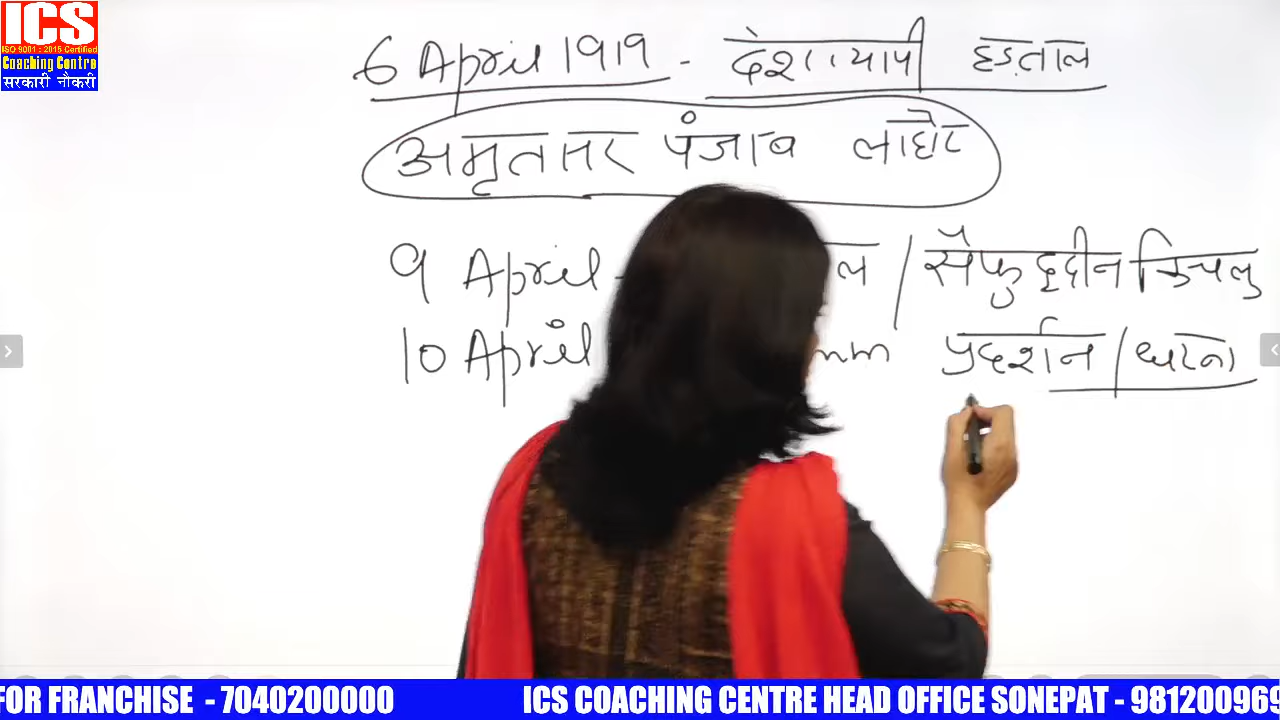 ICS
ISO 9001 : 2015 Certified
Coaching Centre
सरकारी नौकरी
6 April 1919 - देशव्यापी हड़ताल
अमृतसर पंजाब लाहौर
9 April - ल / सैफुद्दीन किचलु
10 April प्रदर्शन / धरना
FOR FRANCHISE - 7040200000 ICS COACHING CENTRE HEAD OFFICE SONEPAT - 981200969